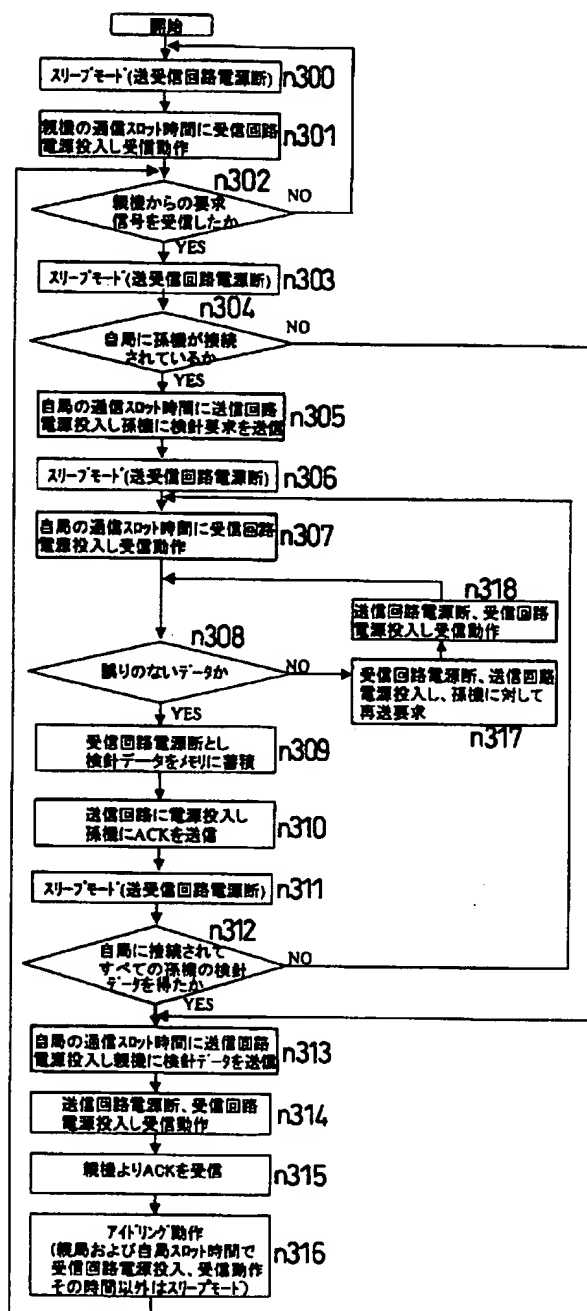 開始
スリープモード(送受信回路電源断)
n300
親機の通信スロット時間に受信回路
電源投入し受信動作
n301
n302
親機からの要求
信号を受信したか
NO
YES
スリープモード(送受信回路電源断)
n303
n304
自局に孫機が接続
されているか
NO
YES
自局の通信スロット時間に送信回路
電源投入し孫機に検針要求を送信
n305
スリープモード(送受信回路電源断)
n306
自局の通信スロット時間に受信回路
電源投入し受信動作
n307
n318
送信回路電源断、受信回路
電源投入し受信動作
n308
誤りのないデータか
NO
受信回路電源断、送信回路
電源投入し、孫機に対して
再送要求
n317
YES
受信回路電源断とし
検針データをメモリに蓄積
n309
送信回路に電源投入し
孫機にACKを送信
n310
スリープモード(送受信回路電源断)
n311
n312
自局に接続されて
すべての孫機の検針
データを得たか
NO
YES
自局の通信スロット時間に送信回路
電源投入し親機に検針データを送信
n313
送信回路電源断、受信回路
電源投入し受信動作
n314
親機よりACKを受信
n315
アイドリング動作
(親局および自局スロット時間で
受信回路電源投入、受信動作
その時間以外はスリープモード)
n316